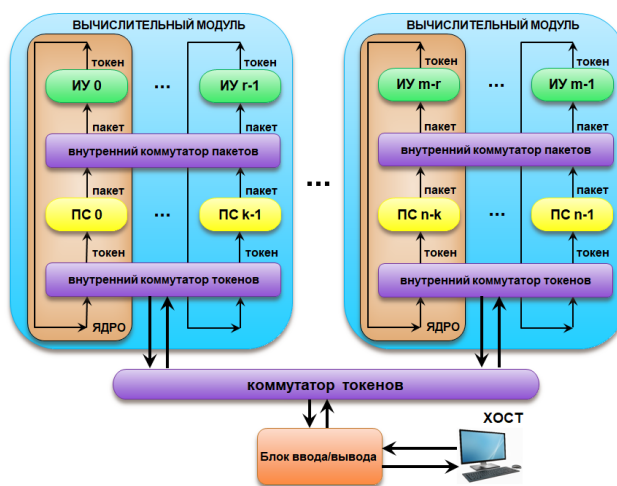 ВЫЧИСЛИТЕЛЬНЫЙ МОДУЛЬ
токен
токен
ИУ 0
...
ИУ r-1
пакет
пакет
внутренний коммутатор пакетов
пакет
пакет
ПС 0
...
ПС k-1
токен
токен
внутренний коммутатор токенов
ЯДРО
...
ВЫЧИСЛИТЕЛЬНЫЙ МОДУЛЬ
токен
токен
ИУ m-r
...
ИУ m-1
пакет
пакет
внутренний коммутатор пакетов
пакет
пакет
ПС n-k
...
ПС n-1
токен
токен
внутренний коммутатор токенов
ЯДРО
коммутатор токенов
ХОСТ
Блок ввода/вывода